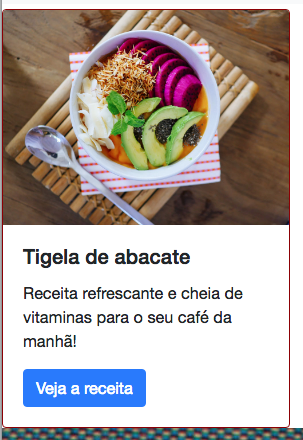 Tigela de abacate
Receita refrescante e cheia de
vitaminas para o seu café da
manhã!
Veja a receita